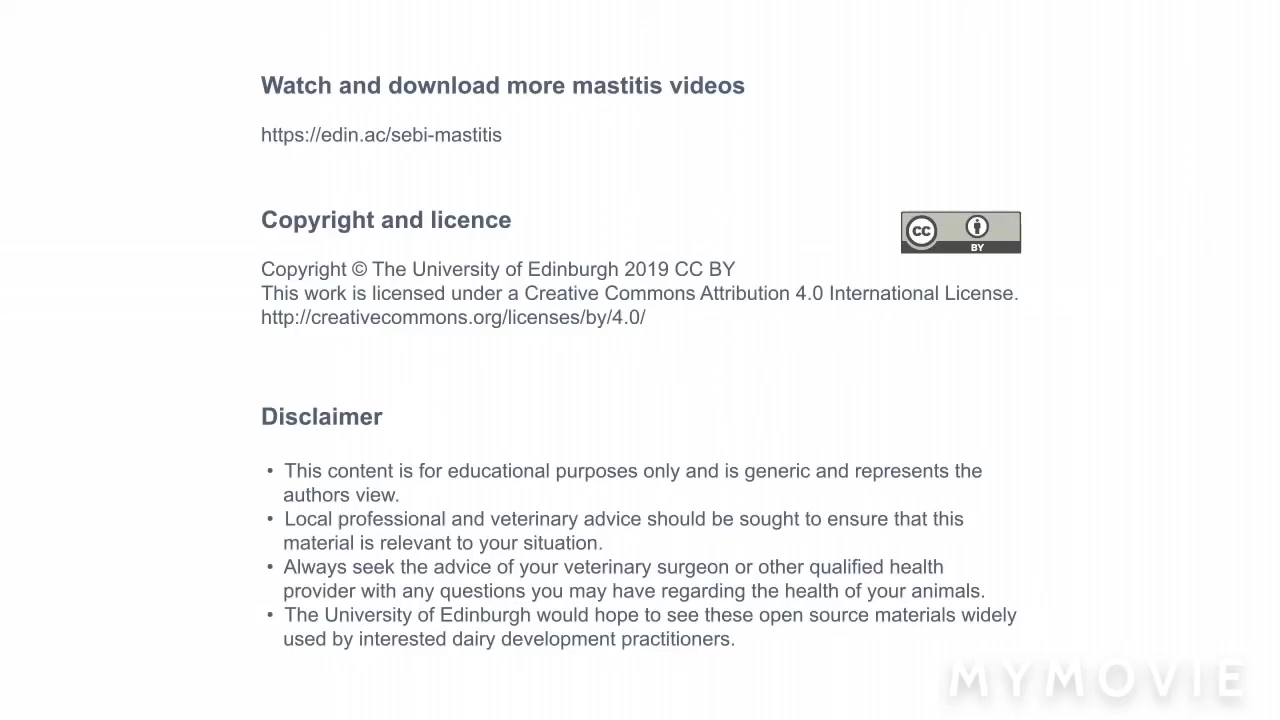 Watch and download more mastitis videos
https://edin.ac/sebi-mastitis
Copyright and licence
CC BY
Copyright © The University of Edinburgh 2019 CC BY
This work is licensed under a Creative Commons Attribution 4.0 International License.
http://creativecommons.org/licenses/by/4.0/
Disclaimer
• This content is for educational purposes only and is generic and represents the
authors view.
• Local professional and veterinary advice should be sought to ensure that this
material is relevant to your situation.
• Always seek the advice of your veterinary surgeon or other qualified health
provider with any questions you may have regarding the health of your animals.
• The University of Edinburgh would hope to see these open source materials widely
used by interested dairy development practitioners.
MYMOVIE